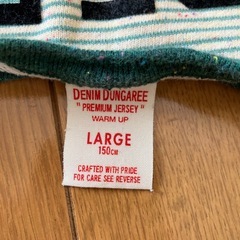 DENIM DUNGAREE
"PREMIUM JERSEY"
WARM UP
LARGE
150CM
CRAFTED WITH PRIDE
FOR CARE SEE REVERSE